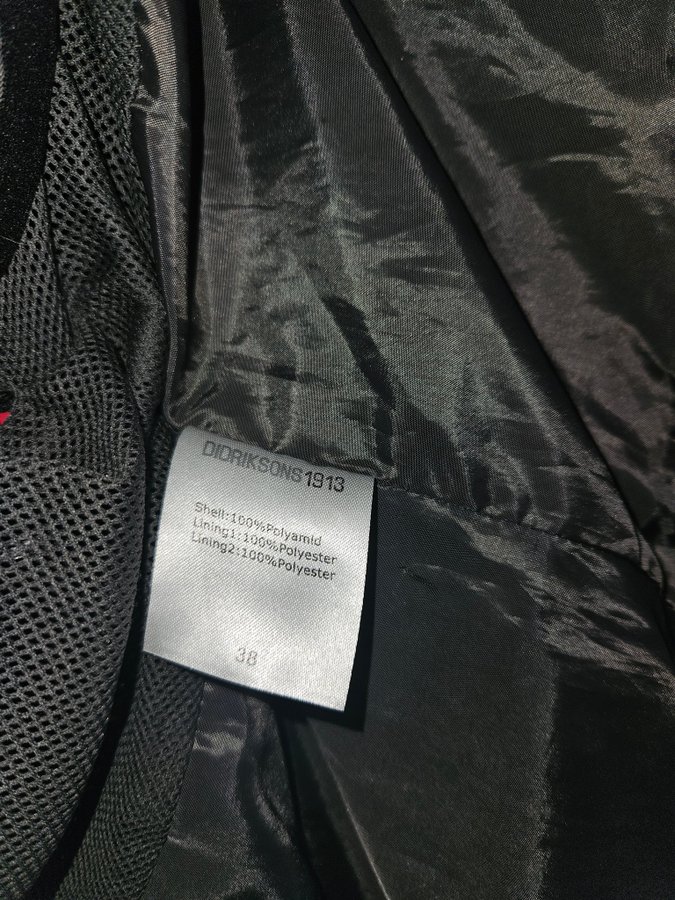 DIDRIKSONS1913
Shell:100%Polyamid
Lining1:100%Polyester
Lining2:100%Polyester
38